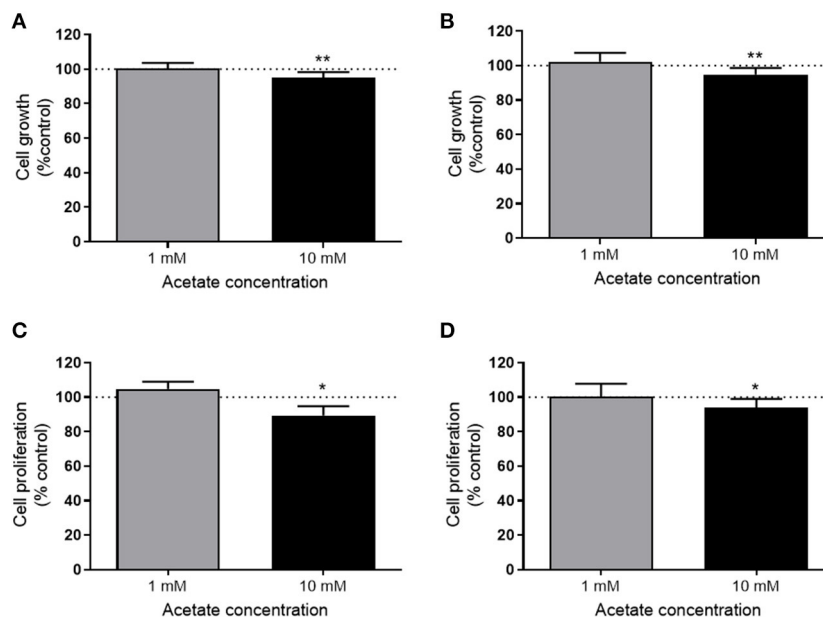 A
120
100
80
60
40
20
0
Cell growth
(%control)
**
1 mM
10 mM
Acetate concentration
B
120
100
80
60
40
20
0
Cell growth
(%control)
**
1 mM
10 mM
Acetate concentration
C
120
100
80
60
40
20
0
Cell proliferation
(% control)
*
1 mM
10 mM
Acetate concentration
D
120
100
80
60
40
20
0
Cell proliferation
(% control)
*
1 mM
10 mM
Acetate concentration